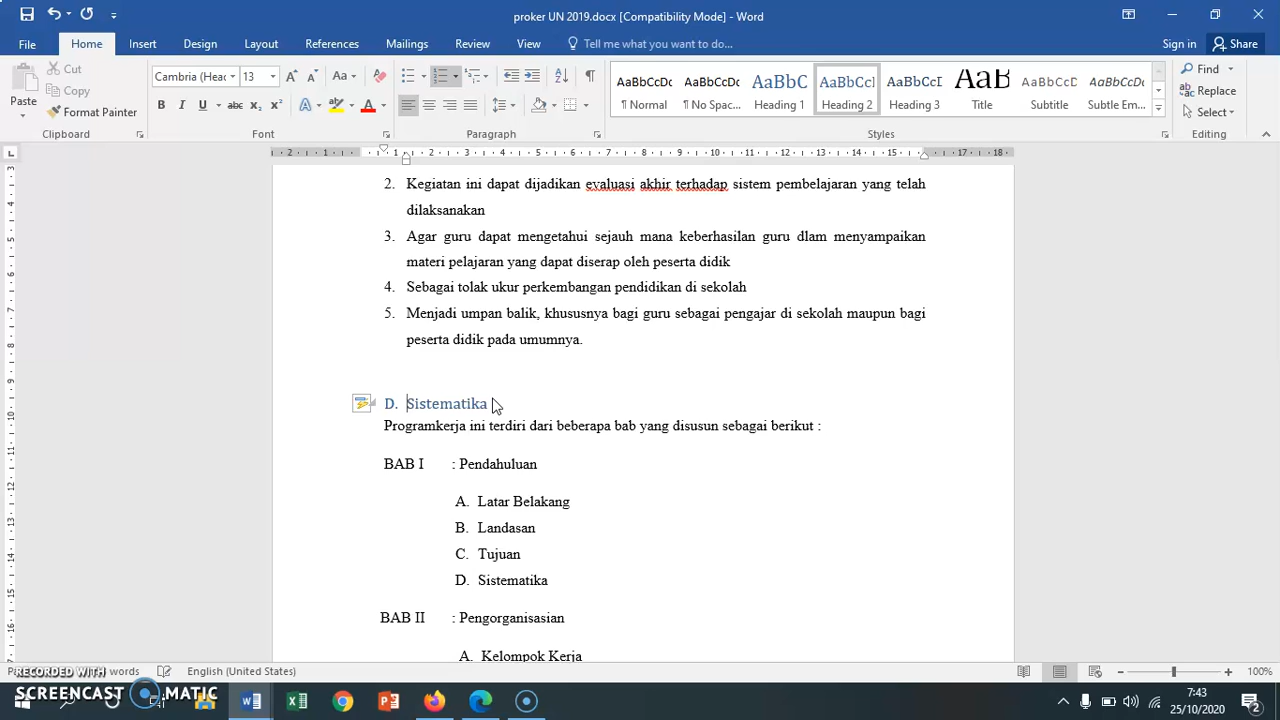 proker UN 2019.docx [Compatibility Mode] - Word
File Home Insert Design Layout References Mailings Review View Tell me what you want to do... Sign in Share
Cut
Copy
Format Painter
Paste
Clipboard
Cambria (Head 13
Font
Paragraph
AaBbCcDc AaBbCcDc AaBbC AaBbCcI AaBbCcI AaB AaBbCcD AaBbCcDc
¶ Normal ¶ No Spac... Heading 1 Heading 2 Heading 3 Title Subtitle Subtle Em...
Styles
Find
Replace
Select
Editing
2. Kegiatan ini dapat dijadikan evaluasi akhir terhadap sistem pembelajaran yang telah
dilaksanakan
3. Agar guru dapat mengetahui sejauh mana keberhasilan guru dlam menyampaikan
materi pelajaran yang dapat diserap oleh peserta didik
4. Sebagai tolak ukur perkembangan pendidikan di sekolah
5. Menjadi umpan balik, khususnya bagi guru sebagai pengajar di sekolah maupun bagi
peserta didik pada umumnya.
D. Sistematika
Programkerja ini terdiri dari beberapa bab yang disusun sebagai berikut :
BAB I : Pendahuluan
A. Latar Belakang
B. Landasan
C. Tujuan
D. Sistematika
BAB II : Pengorganisasian
A. Kelompok Kerja
words English (United States) 100%
RECORDED WITH
SCREENCAST MATIC
7:43
25/10/2020
2